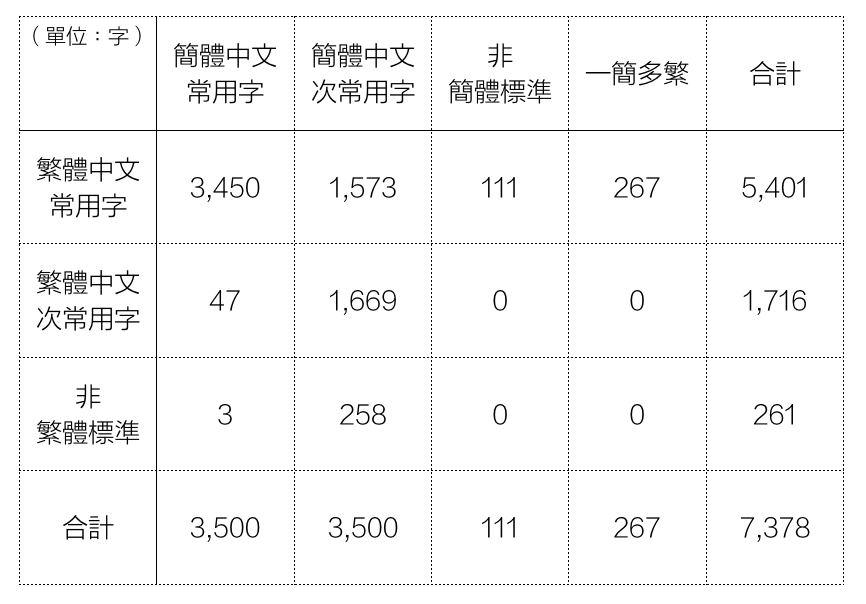 （單位：字）
簡體中文
常用字
簡體中文
次常用字
非
簡體標準
一簡多繁
合計
繁體中文
常用字
3,450
1,573
111
267
5,401
繁體中文
次常用字
47
1,669
0
0
1,716
非
繁體標準
3
258
0
0
261
合計
3,500
3,500
111
267
7,378